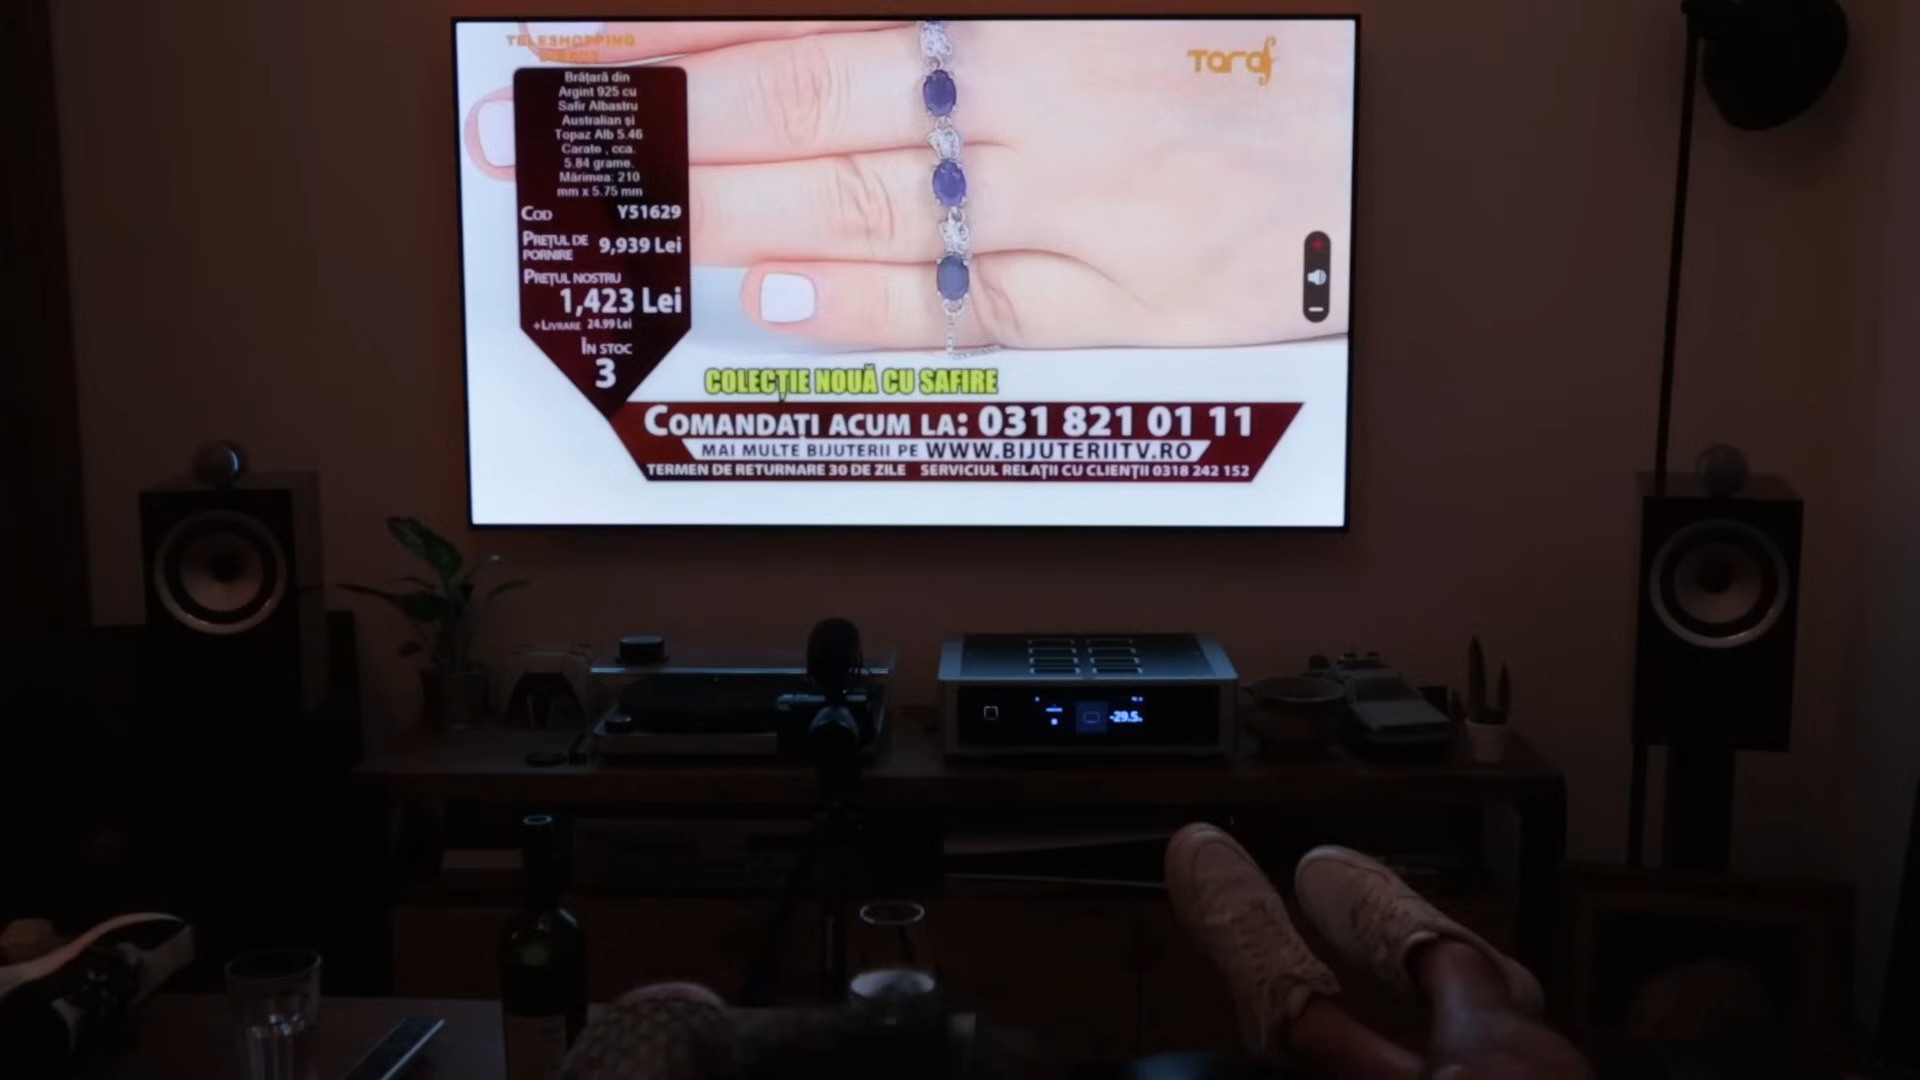 TELESHOPPING
Taraf
Brățară din
Argint 925 cu
Safir Albastru
Australian și
Topaz Alb 5.46
Carate , cca.
5.84 grame.
Mărimea: 210
mm x 5.75 mm
COD Y51629
PREȚUL DE PORNIRE 9,939 Lei
PREȚUL NOSTRU
1,423 Lei
+LIVRARE 24.99 Lei
ÎN STOC
3
COLECȚIE NOUĂ CU SAFIRE
COMANDAȚI ACUM LA: 031 821 01 11
MAI MULTE BIJUTERII PE WWW.BIJUTERIITV.RO
TERMEN DE RETURNARE 30 DE ZILE SERVICIUL RELAȚII CU CLIENȚII 0318 242 152
-29.5